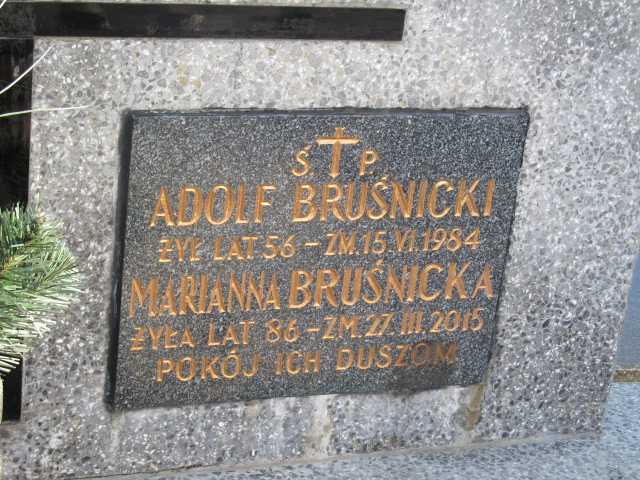 Ś†P
ADOLF BRUŚNICKI
ŻYŁ LAT 56 – ZM. 15.VI.1984
MARIANNA BRUŚNICKA
ŻYŁA LAT 86 – ZM. 27.III.2015
POKÓJ ICH DUSZOM